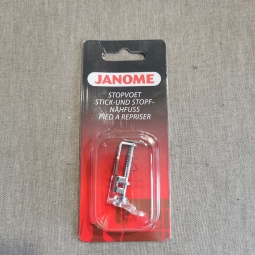 JANOME
STOPVOET
STICK-UND STOPF-
NÄHFUSS
PIED A REPRISER